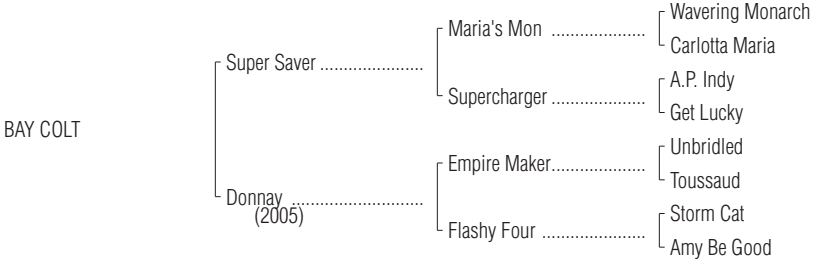 Wavering Monarch
Maria's Mon ....................
Carlotta Maria
Super Saver ......................
A.P. Indy
Supercharger ....................
Get Lucky
BAY COLT
Unbridled
Empire Maker....................
Toussaud
Donnay ............................
(2005)
Storm Cat
Flashy Four ......................
Amy Be Good